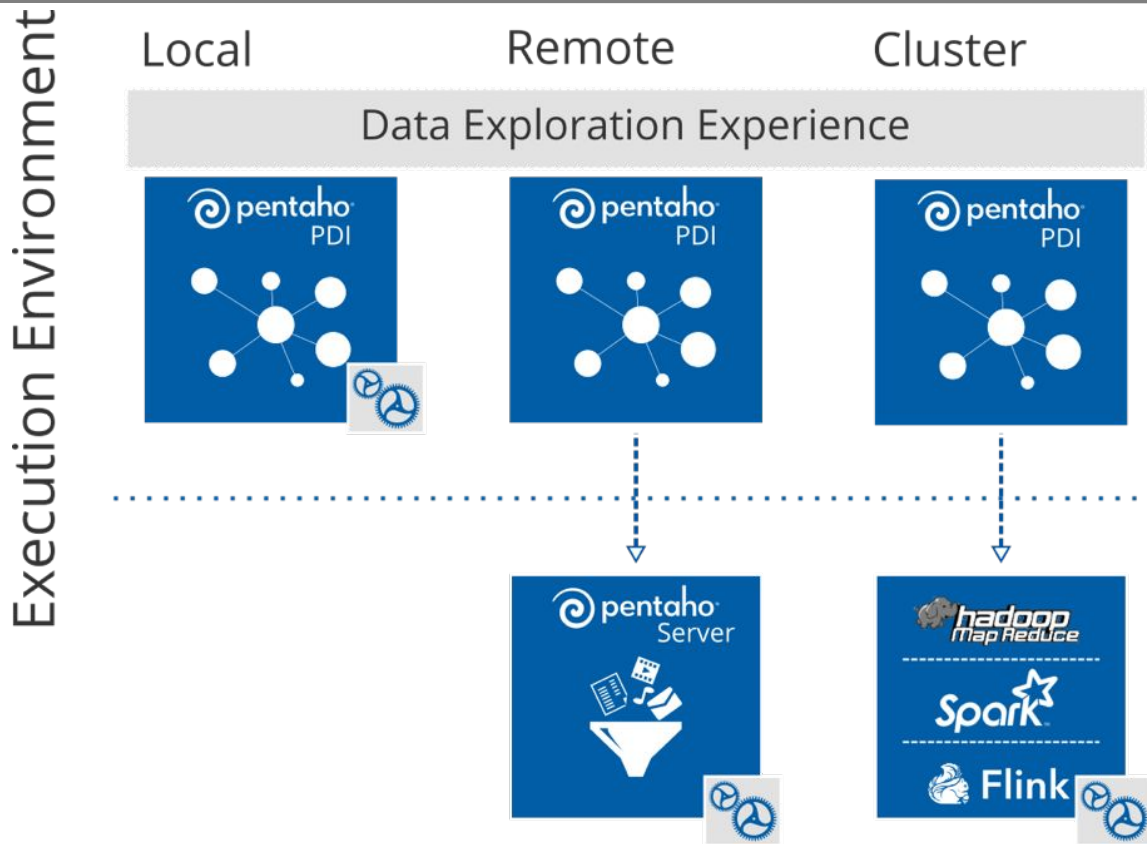 Execution Environment
Local
Remote
Cluster
Data Exploration Experience
pentaho
PDI
pentaho
PDI
pentaho
PDI
pentaho
Server
hadoop
Map Reduce
Spark
Flink